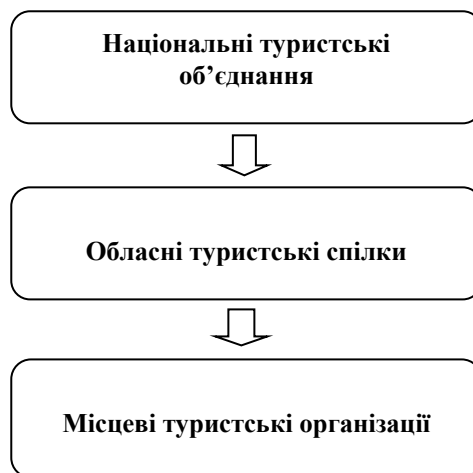 Національні туристські
об’єднання
Обласні туристські спілки
Місцеві туристські організації